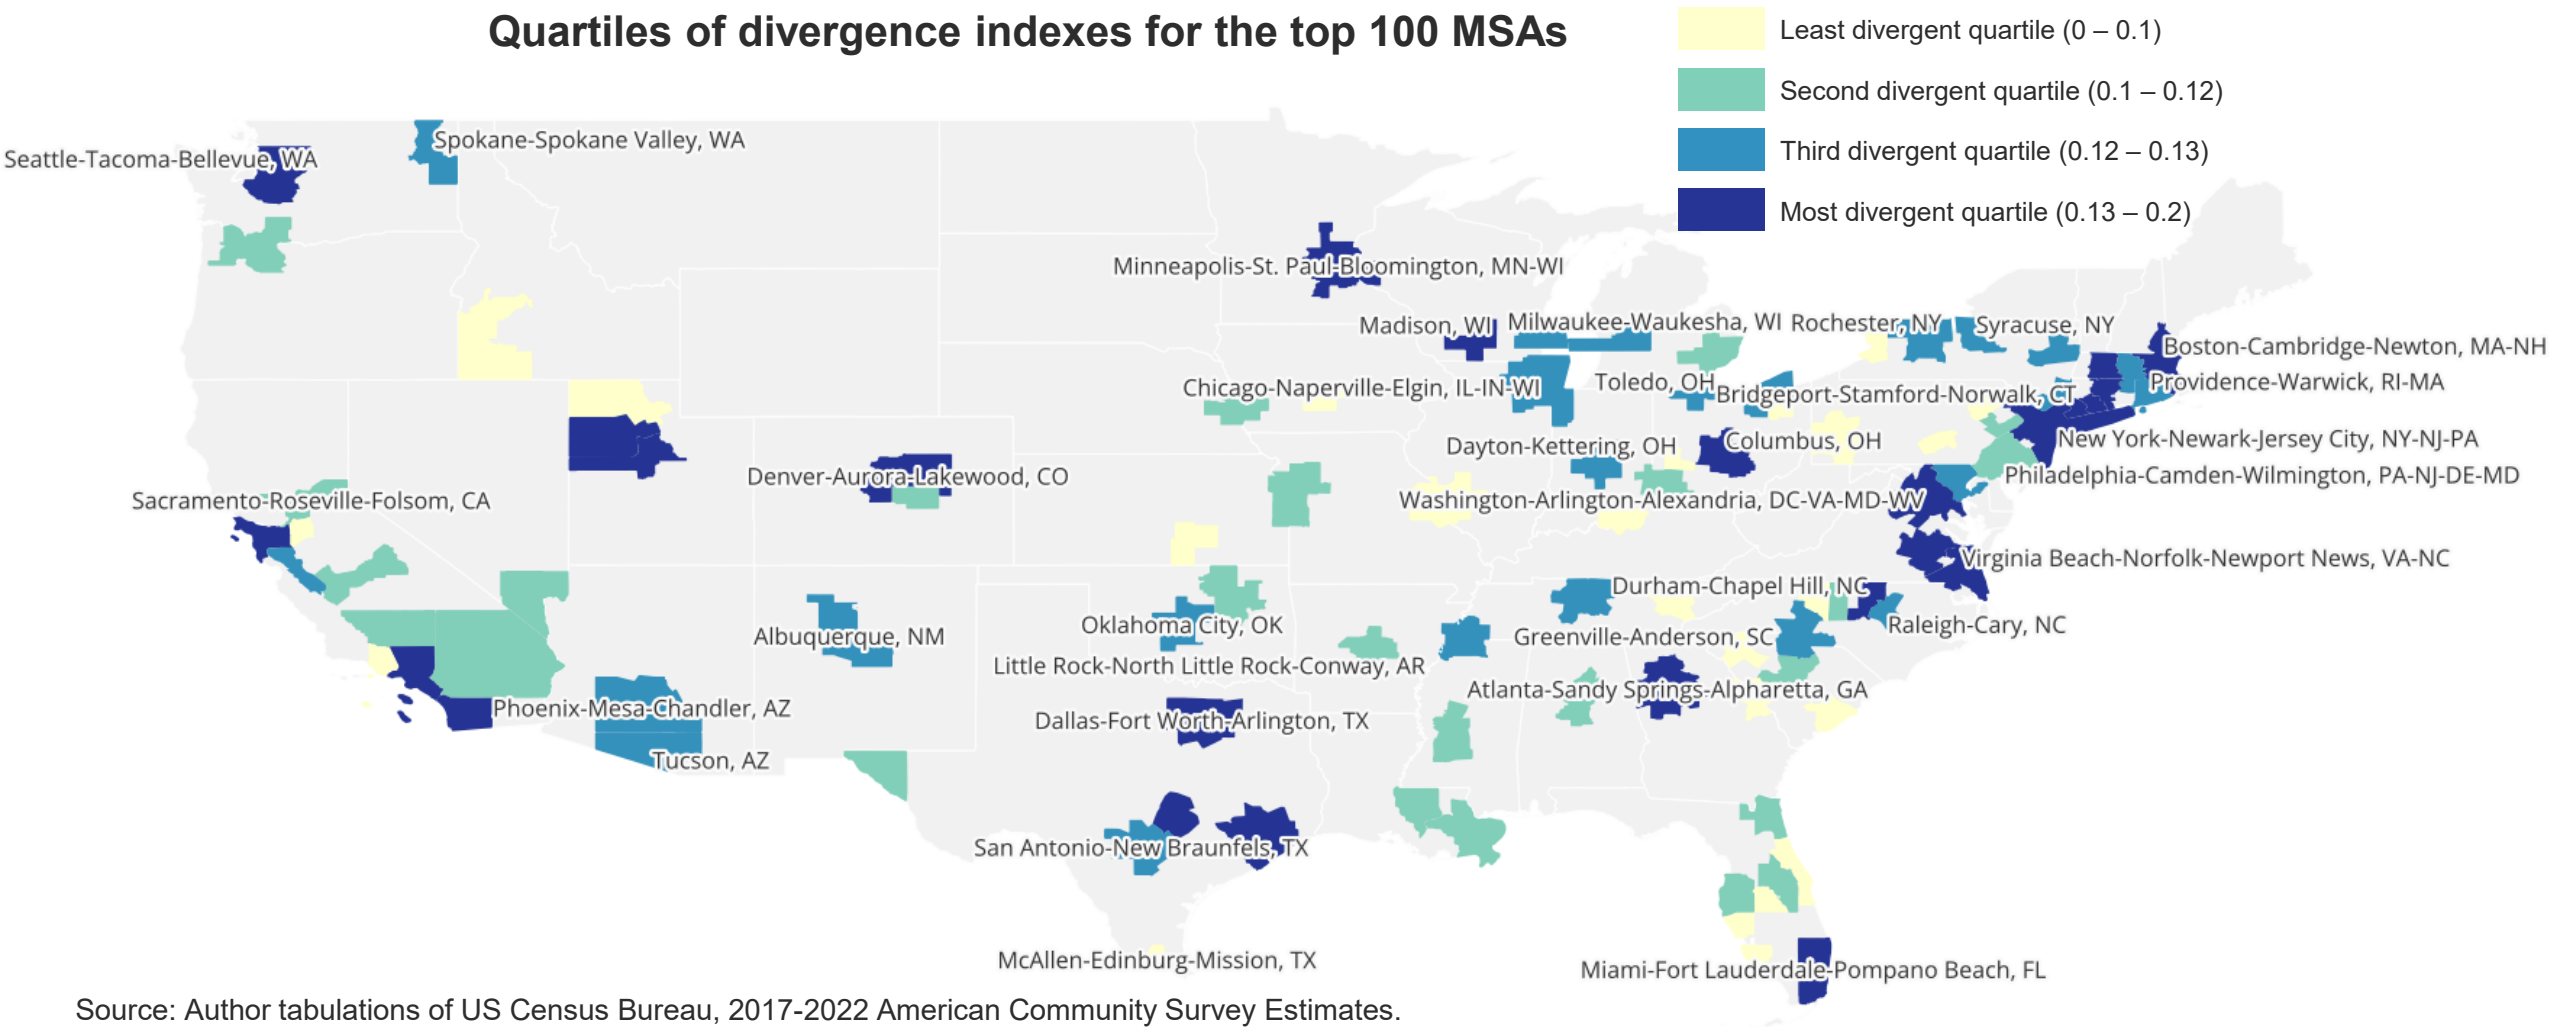 Quartiles of divergence indexes for the top 100 MSAs
Least divergent quartile (0 – 0.1)
Second divergent quartile (0.1 – 0.12)
Third divergent quartile (0.12 – 0.13)
Most divergent quartile (0.13 – 0.2)
Spokane-Spokane Valley, WA
Seattle-Tacoma-Bellevue, WA
Minneapolis-St. Paul-Bloomington, MN-WI
Madison, WI
Milwaukee-Waukesha, WI
Rochester, NY
Syracuse, NY
Boston-Cambridge-Newton, MA-NH
Chicago-Naperville-Elgin, IL-IN-WI
Toledo, OH
Bridgeport-Stamford-Norwalk, CT
Providence-Warwick, RI-MA
Dayton-Kettering, OH
Columbus, OH
New York-Newark-Jersey City, NY-NJ-PA
Denver-Aurora-Lakewood, CO
Philadelphia-Camden-Wilmington, PA-NJ-DE-MD
Sacramento-Roseville-Folsom, CA
Washington-Arlington-Alexandria, DC-VA-MD-WV
Virginia Beach-Norfolk-Newport News, VA-NC
Durham-Chapel Hill, NC
Albuquerque, NM
Oklahoma City, OK
Greenville-Anderson, SC
Raleigh-Cary, NC
Little Rock-North Little Rock-Conway, AR
Atlanta-Sandy Springs-Alpharetta, GA
Phoenix-Mesa-Chandler, AZ
Dallas-Fort Worth-Arlington, TX
Tucson, AZ
San Antonio-New Braunfels, TX
McAllen-Edinburg-Mission, TX
Miami-Fort Lauderdale-Pompano Beach, FL
Source: Author tabulations of US Census Bureau, 2017-2022 American Community Survey Estimates.